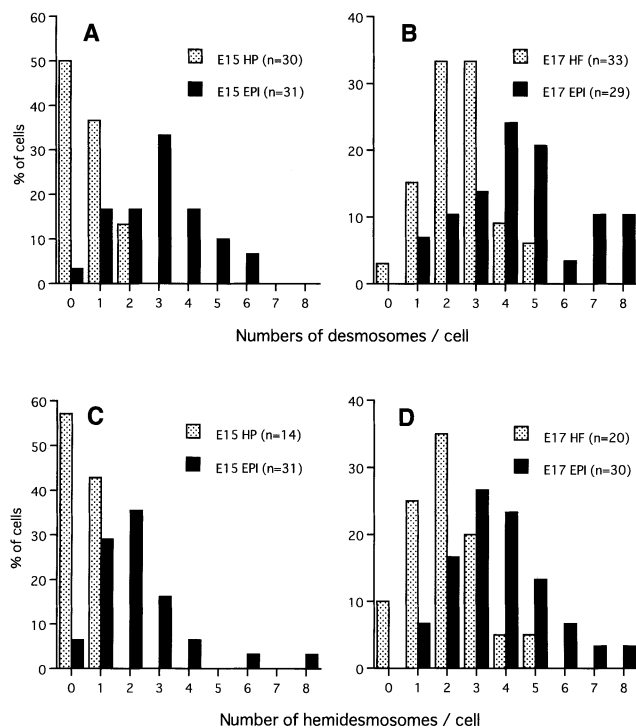 A
E15 HP (n=30)
E15 EPI (n=31)
% of cells
60
50
40
30
20
10
0
0 1 2 3 4 5 6 7 8
B
E17 HF (n=33)
E17 EPI (n=29)
40
30
20
10
0
0 1 2 3 4 5 6 7 8
Numbers of desmosomes / cell
C
E15 HP (n=14)
E15 EPI (n=31)
% of cells
60
50
40
30
20
10
0
0 1 2 3 4 5 6 7 8
D
E17 HF (n=20)
E17 EPI (n=30)
40
30
20
10
0
0 1 2 3 4 5 6 7 8
Number of hemidesmosomes / cell